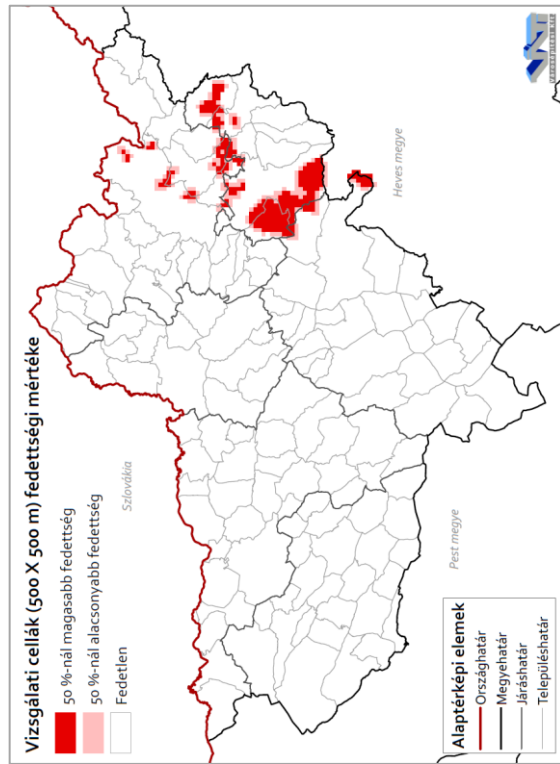 Vizsgálati cellák (500 X 500 m) fedettségi mértéke
50 %-nál magasabb fedettség
50 %-nál alacsonyabb fedettség
Fedetlen
Szlovákia
Heves megye
Pest megye
Alaptérképi elemek
Országhatár
Megyehatár
Járáshatár
Településhatár